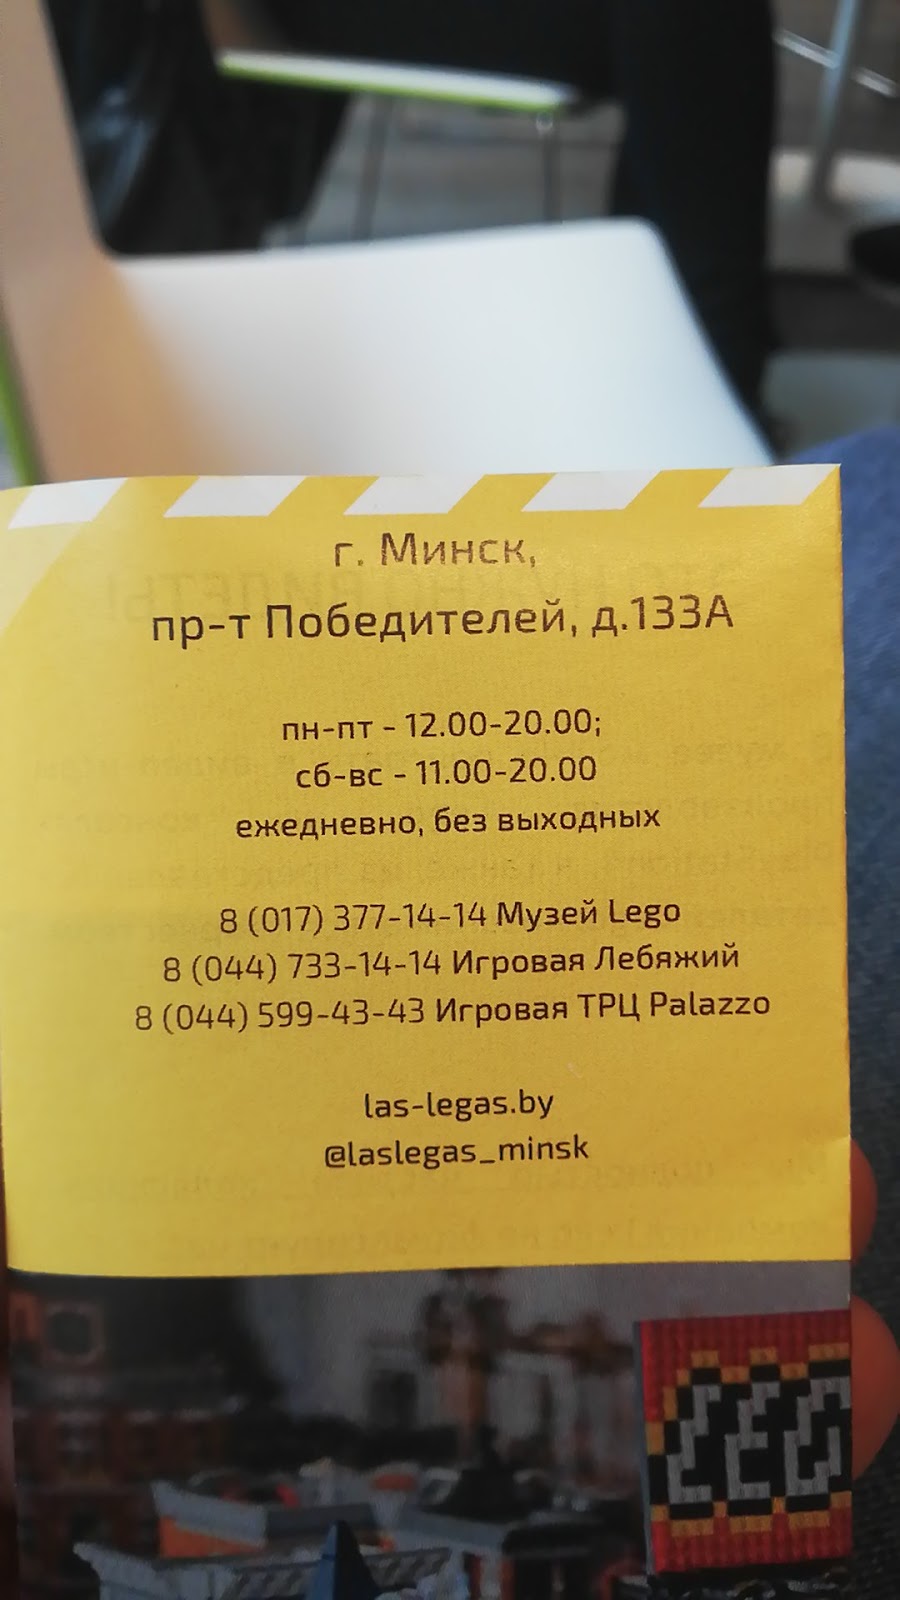 г. Минск,
пр-т Победителей, д.133А
пн-пт - 12.00-20.00;
сб-вс - 11.00-20.00
ежедневно, без выходных
8 (017) 377-14-14 Музей Lego
8 (044) 733-14-14 Игровая Лебяжий
8 (044) 599-43-43 Игровая ТРЦ Palazzo
las-legas.by
@laslegas_minsk
LEG